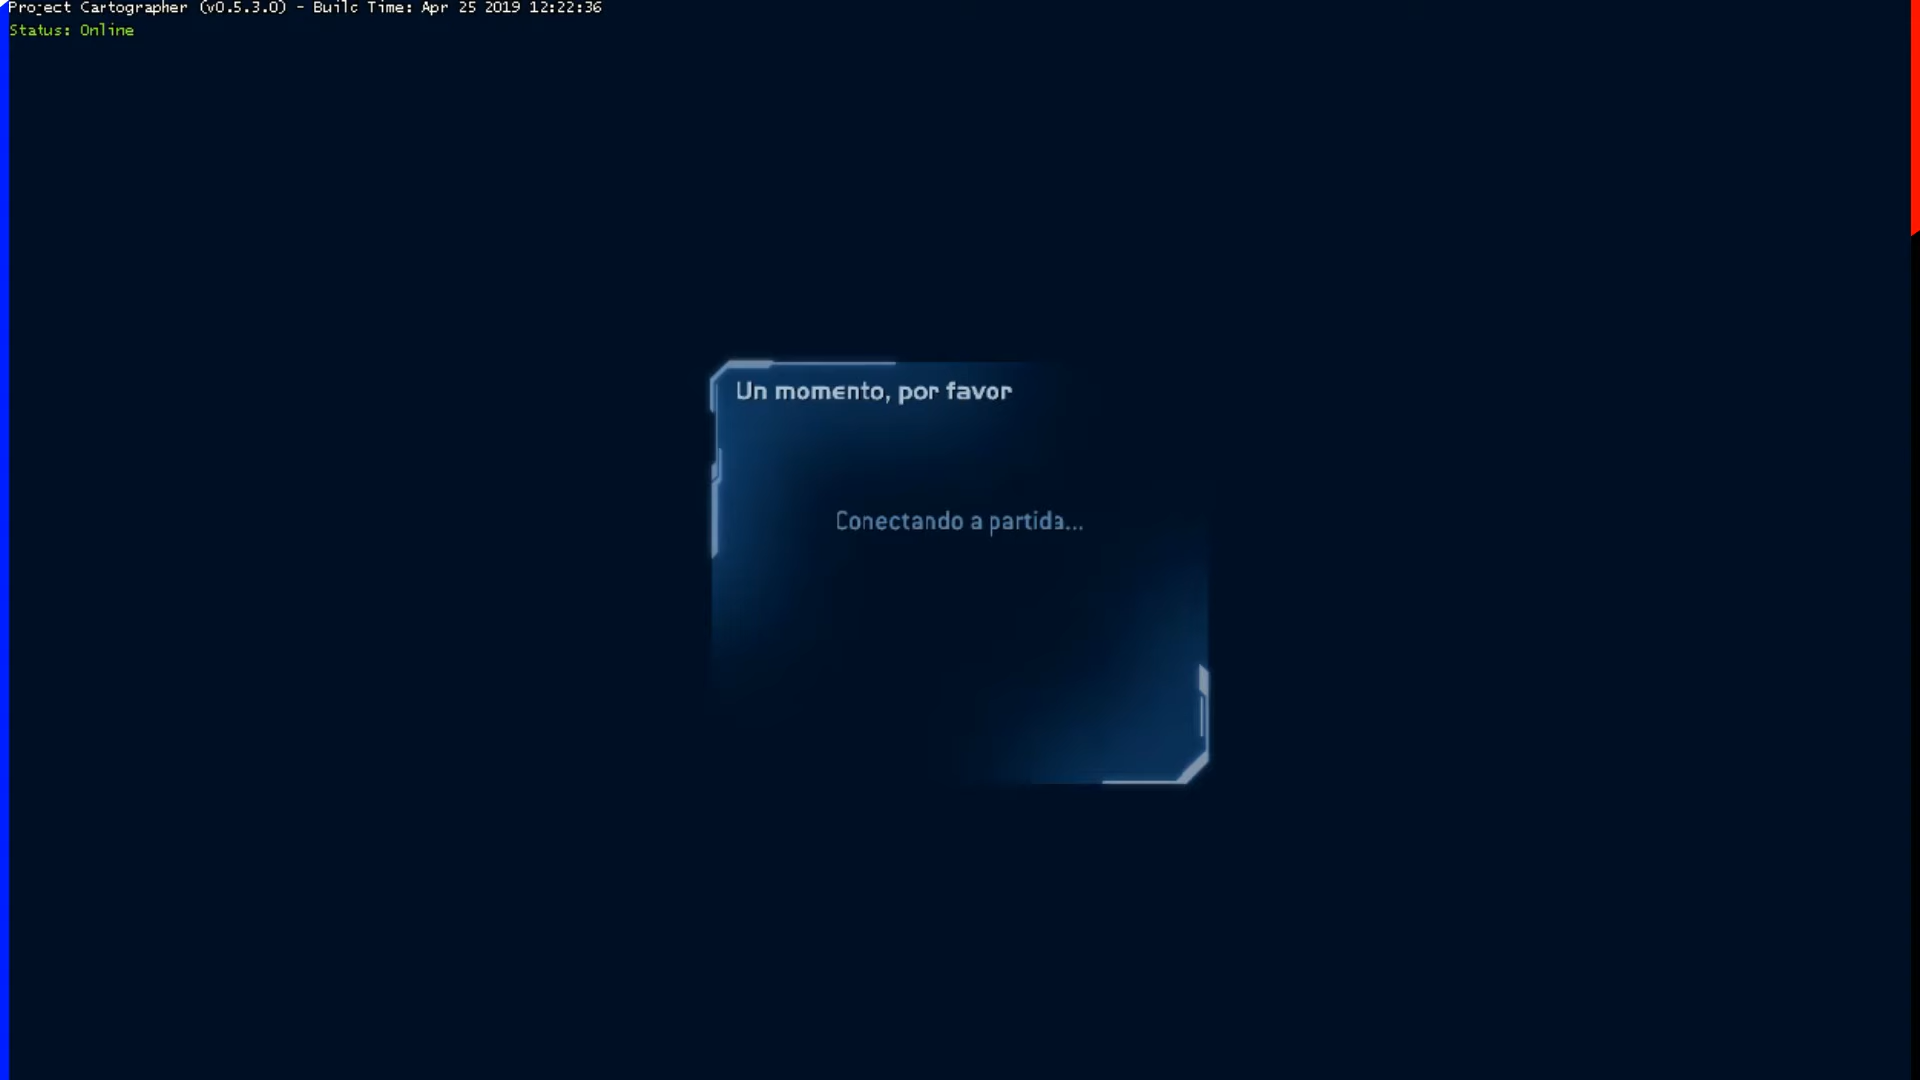 Project Cartographer (v0.5.3.0) - Build Time: Apr 25 2019 12:22:36
Status: Online
Un momento, por favor
Conectando a partida...